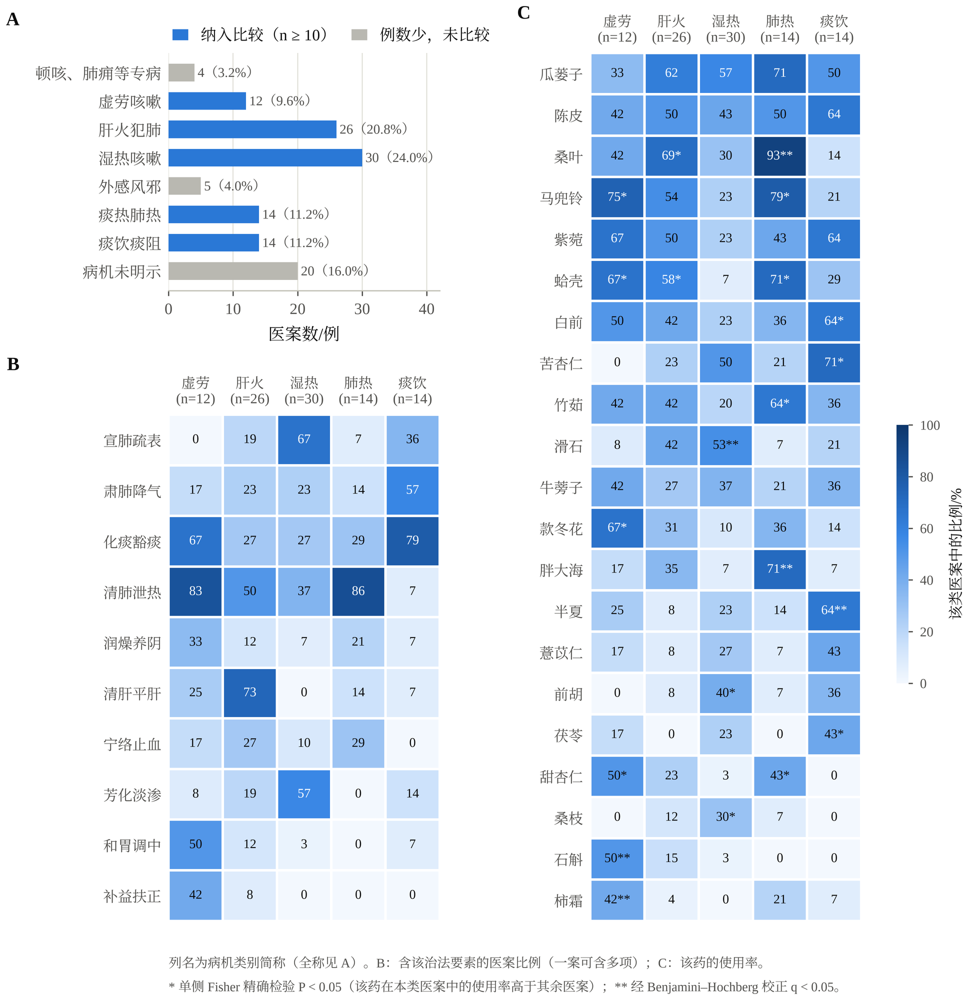 A
纳入比较（n ≥ 10）
例数少，未比较
顿咳、肺痈等专病 4（3.2%）
虚劳咳嗽 12（9.6%）
肝火犯肺 26（20.8%）
湿热咳嗽 30（24.0%）
外感风邪 5（4.0%）
痰热肺热 14（11.2%）
痰饮痰阻 14（11.2%）
病机未明示 20（16.0%）
0 10 20 30 40
医案数/例
B
虚劳 肝火 湿热 肺热 痰饮
(n=12) (n=26) (n=30) (n=14) (n=14)
宣肺疏表 0 19 67 7 36
肃肺降气 17 23 23 14 57
化痰豁痰 67 27 27 29 79
清肺泄热 83 50 37 86 7
润燥养阴 33 12 7 21 7
清肝平肝 25 73 0 14 7
宁络止血 17 27 10 29 0
芳化淡渗 8 19 57 0 14
和胃调中 50 12 3 0 7
补益扶正 42 8 0 0 0
C
虚劳 肝火 湿热 肺热 痰饮
(n=12) (n=26) (n=30) (n=14) (n=14)
瓜蒌子 33 62 57 71 50
陈皮 42 50 43 50 64
桑叶 42 69* 30 93** 14
马兜铃 75* 54 23 79* 21
紫菀 67 50 23 43 64
蛤壳 67* 58* 7 71* 29
白前 50 42 23 36 64*
苦杏仁 0 23 50 21 71*
竹茹 42 42 20 64* 36
滑石 8 42 53** 7 21
牛蒡子 42 27 37 21 36
款冬花 67* 31 10 36 14
胖大海 17 35 7 71** 7
半夏 25 8 23 14 64**
薏苡仁 17 8 27 7 43
前胡 0 8 40* 7 36
茯苓 17 0 23 0 43*
甜杏仁 50* 23 3 43* 0
桑枝 0 12 30* 7 0
石斛 50** 15 3 0 0
柿霜 42** 4 0 21 7
100
80
60
40
20
0
该类医案中的比例/%
列名为病机类别简称（全称见 A）。B：含该治法要素的医案比例（一案可含多项）；C：该药的使用率。
* 单侧 Fisher 精确检验 P < 0.05（该药在本类医案中的使用率高于其余医案）；** 经 Benjamini–Hochberg 校正 q < 0.05。